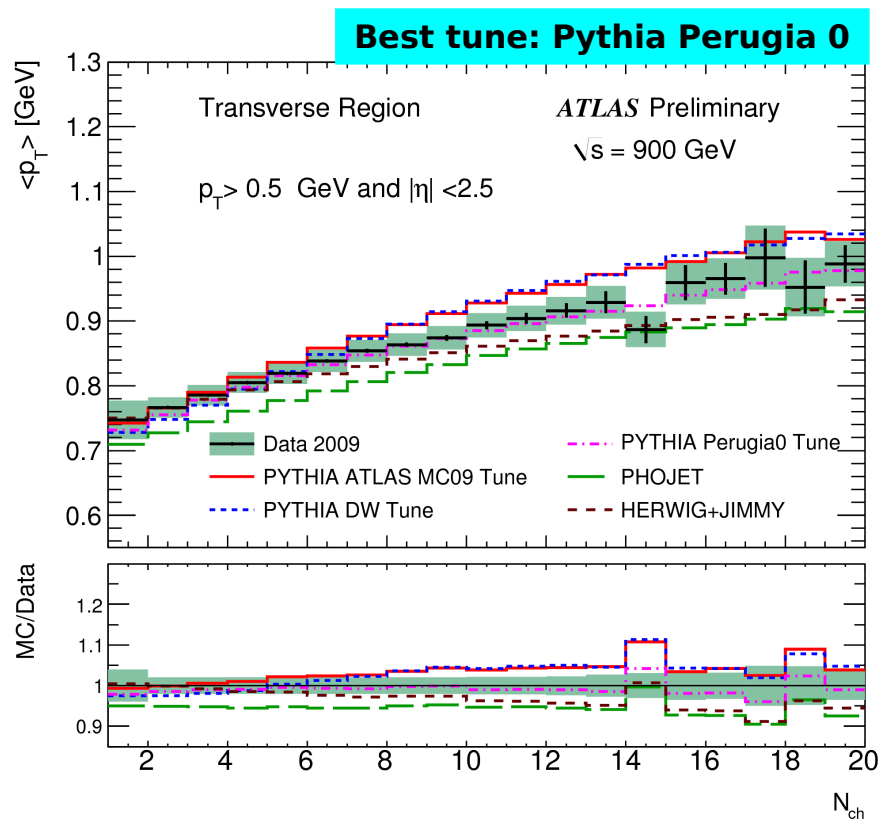 Best tune: Pythia Perugia 0
<p_T> [GeV]
1.3
1.2
1.1
1
0.9
0.8
0.7
0.6
Transverse Region
ATLAS Preliminary
√s = 900 GeV
p_T> 0.5 GeV and |η| <2.5
Data 2009
PYTHIA ATLAS MC09 Tune
PYTHIA DW Tune
PYTHIA Perugia0 Tune
PHOJET
HERWIG+JIMMY
MC/Data
1.2
1.1
1
0.9
2 4 6 8 10 12 14 16 18 20
N_ch